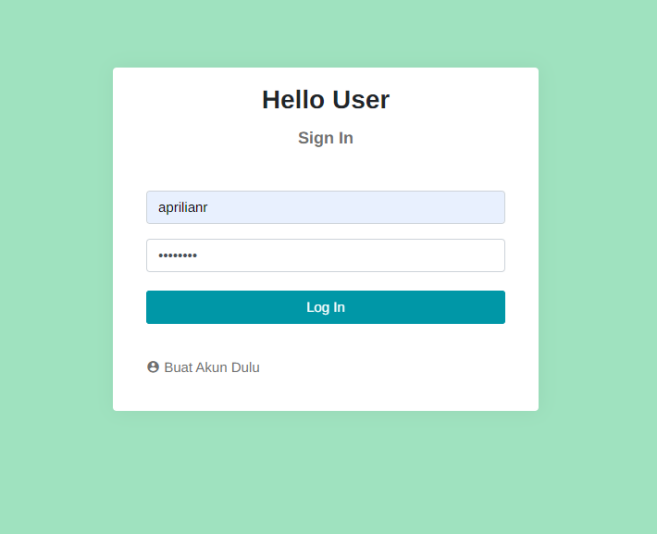 Hello User
Sign In
aprilianr
••••••••
Log In
Buat Akun Dulu